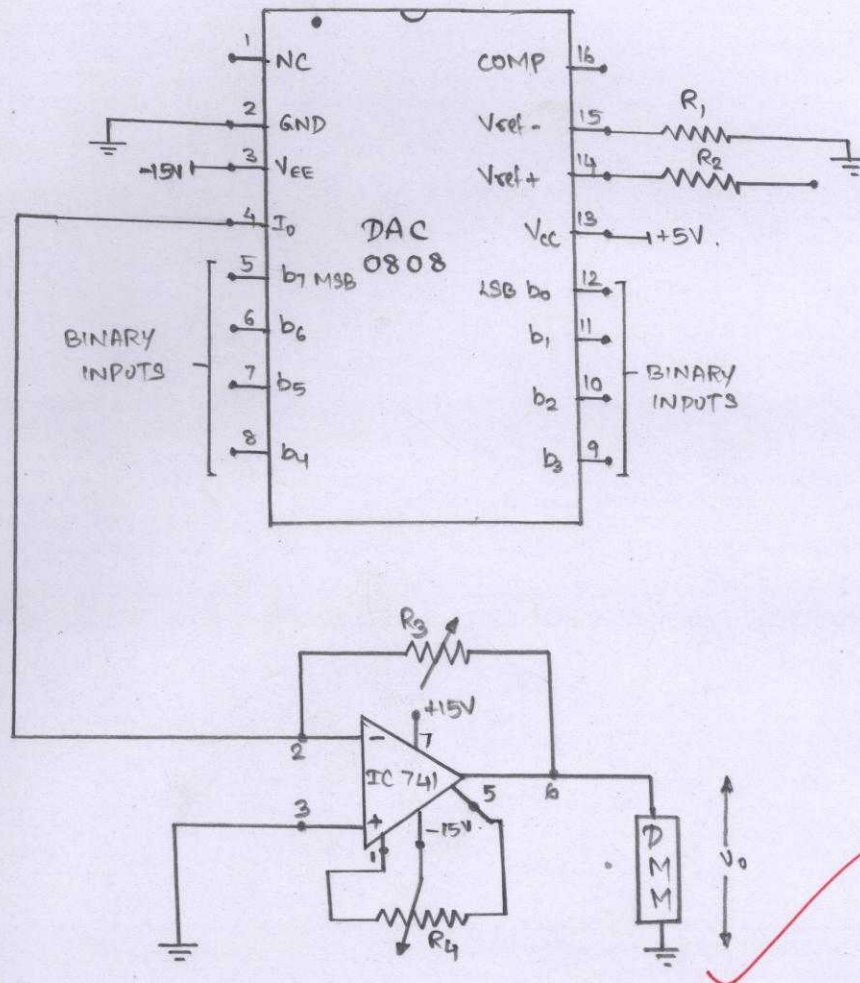 1 NC
COMP 16
2 GND
Vref- 15 R1
-15V 3 VEE
Vref+ 14 R2
4 I0
VCC 13 +5V.
DAC
0808
5 b7 MSB
LSB b0 12
6 b6
b1 11
BINARY
INPUTS
7 b5
b2 10
BINARY
INPUTS
8 b4
b3 9
R3
+15V
7
2 -
IC 741
5
6
3 +
-15V
1
R4
DMM
V0